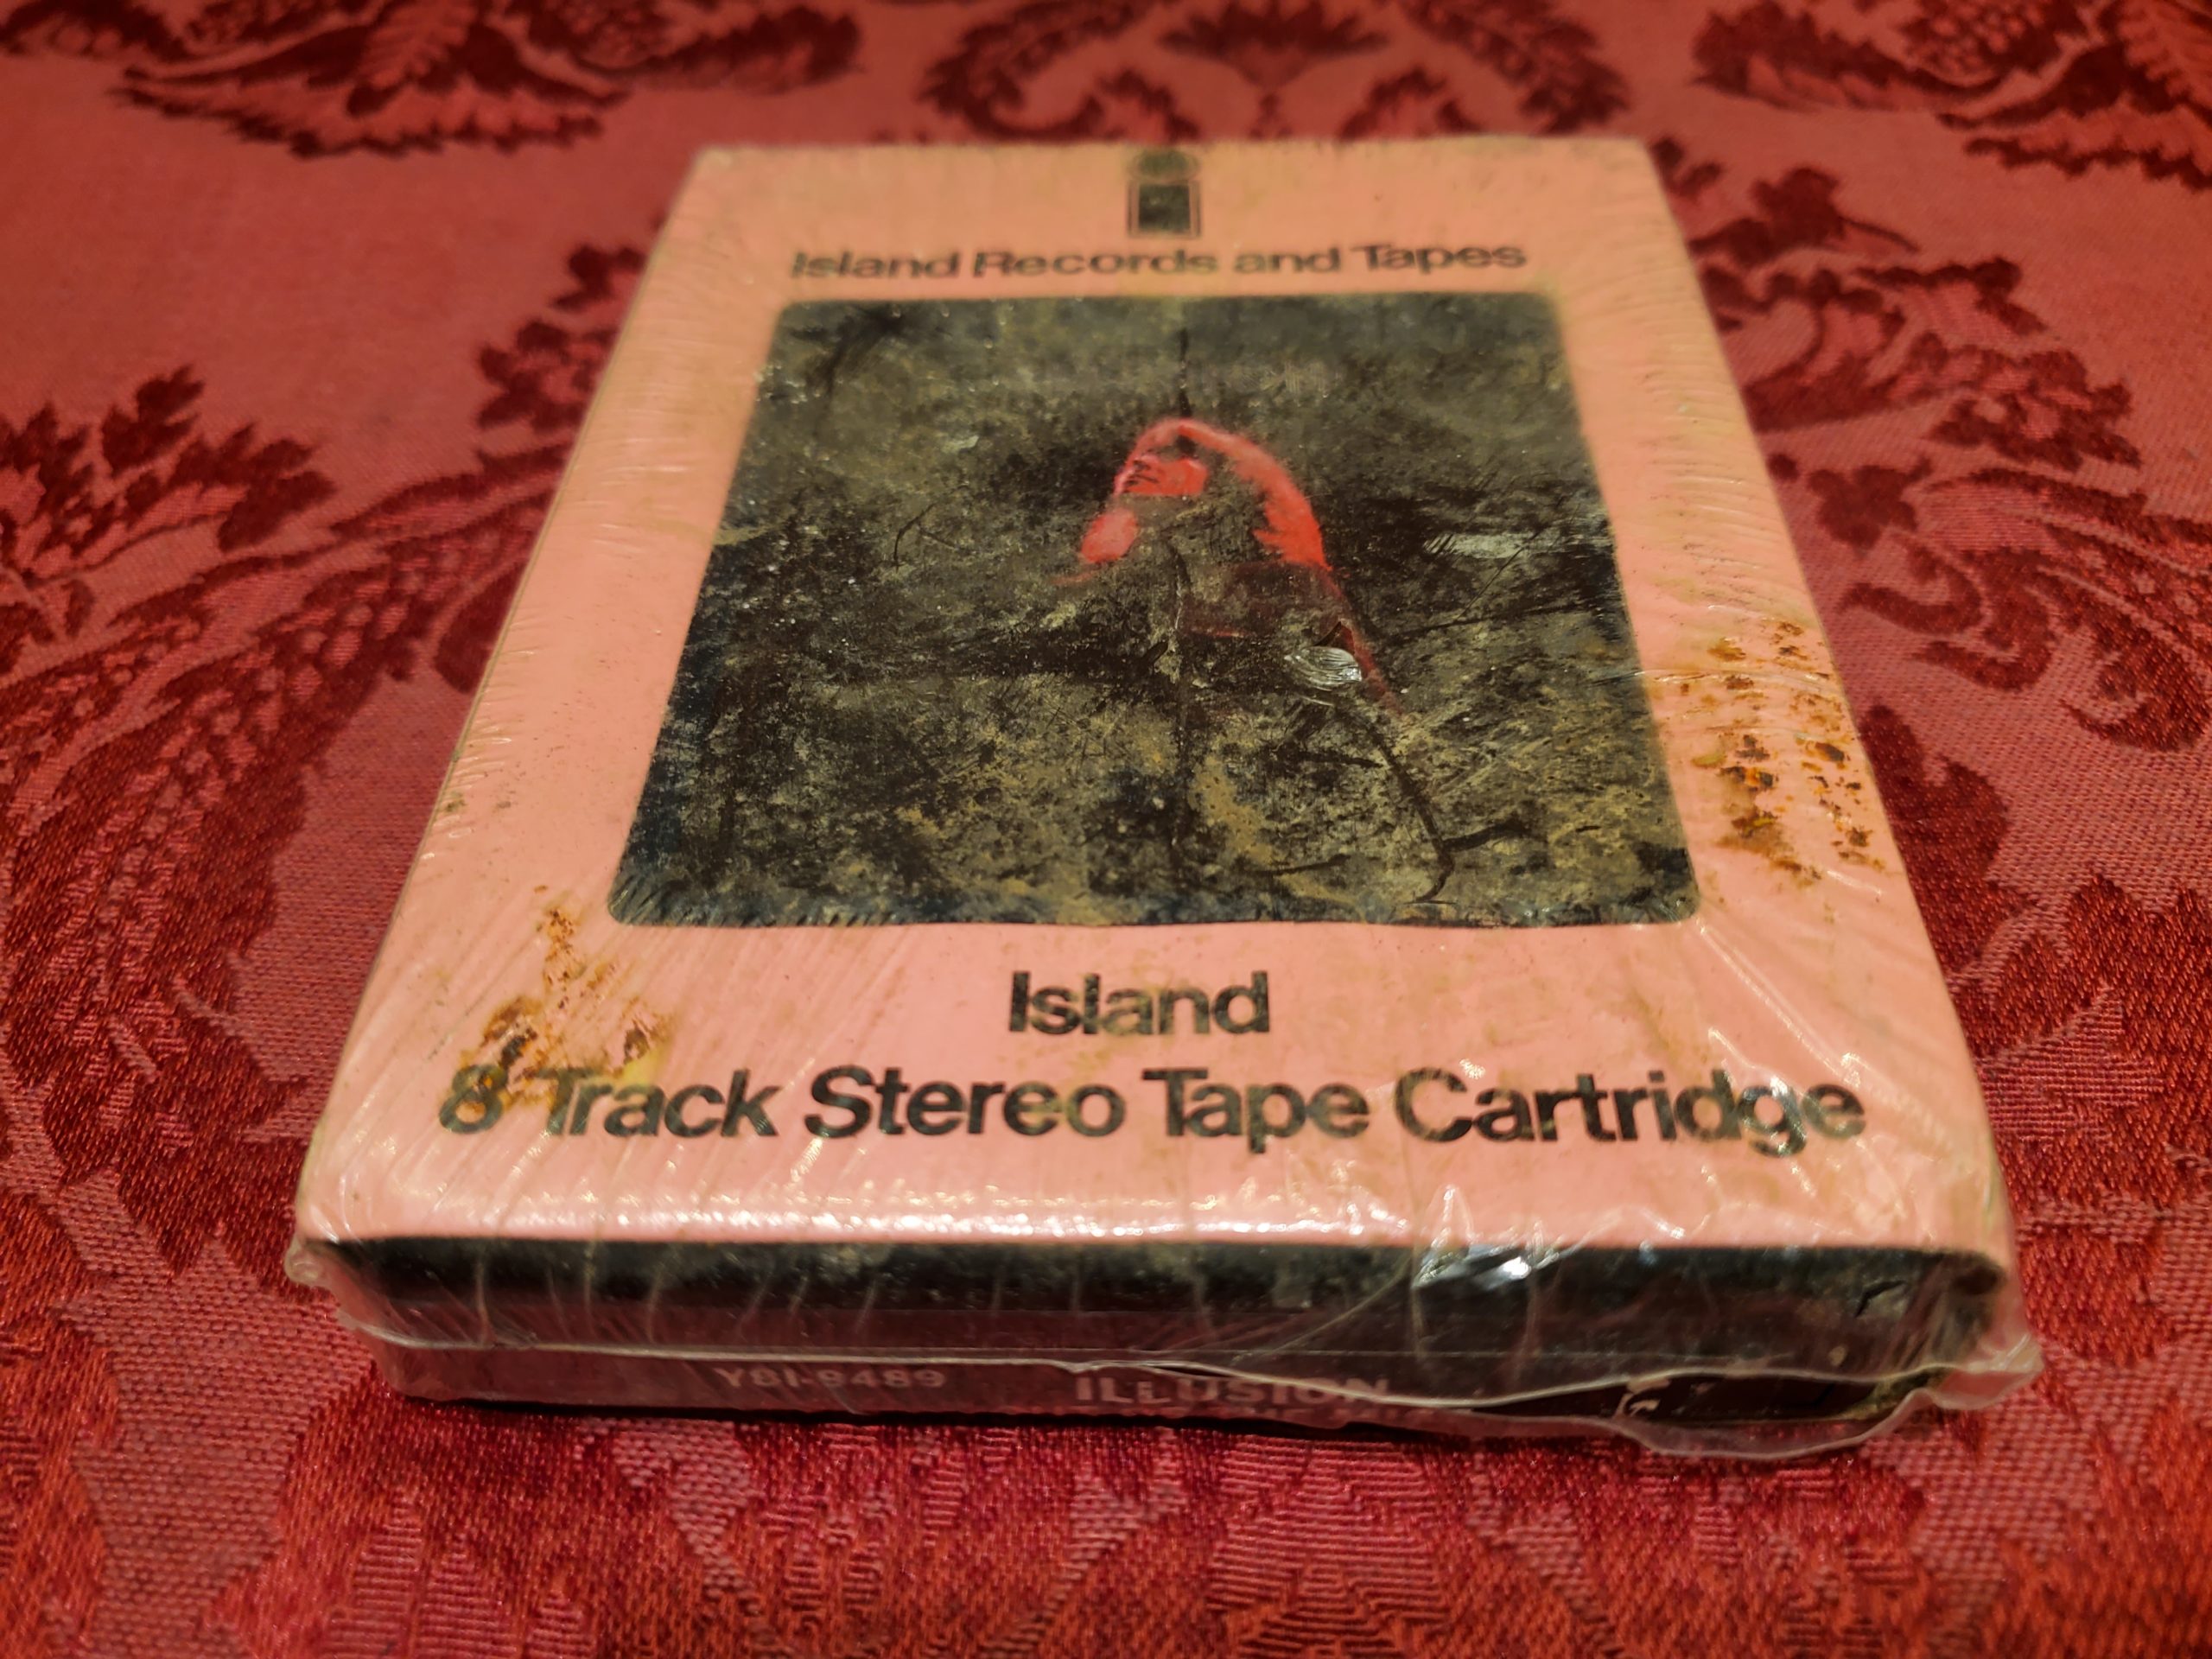 Island Records and Tapes
Island
8 Track Stereo Tape Cartridge
Y8I-9489 ILLUSION